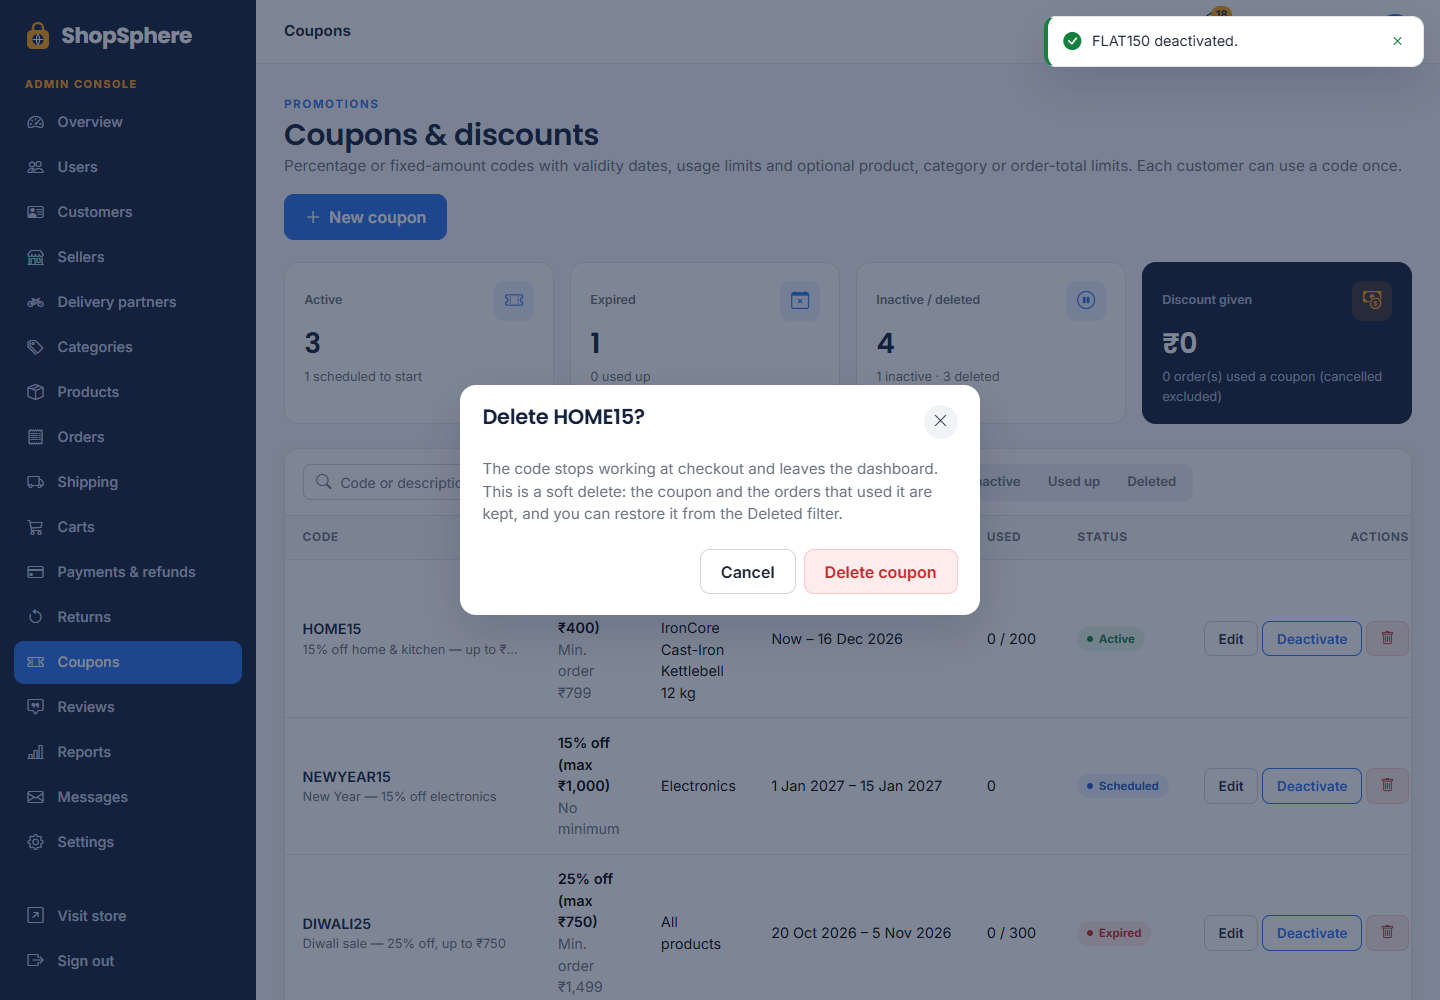 ShopSphere
ADMIN CONSOLE
Overview
Users
Customers
Sellers
Delivery partners
Categories
Products
Orders
Shipping
Carts
Payments & refunds
Returns
Coupons
Reviews
Reports
Messages
Settings
Visit store
Sign out
Coupons
18
FLAT150 deactivated.
PROMOTIONS
Coupons & discounts
Percentage or fixed-amount codes with validity dates, usage limits and optional product, category or order-total limits. Each customer can use a code once.
New coupon
Active
3
1 scheduled to start
Expired
1
0 used up
Inactive / deleted
4
1 inactive · 3 deleted
Discount given
₹0
0 order(s) used a coupon (cancelled
excluded)
Delete HOME15?
The code stops working at checkout and leaves the dashboard.
This is a soft delete: the coupon and the orders that used it are
kept, and you can restore it from the Deleted filter.
Cancel
Delete coupon
Code or
Used up
Deleted
CODE
USED
STATUS
ACTIONS
HOME15
15% off home & kitchen — up to ₹...
₹400)
Min.
order
₹799
IronCore
Cast-Iron
Kettlebell
12 kg
Now – 16 Dec 2026
0 / 200
Active
Edit
Deactivate
NEWYEAR15
New Year — 15% off electronics
15% off
(max
₹1,000)
No
minimum
Electronics
1 Jan 2027 – 15 Jan 2027
0
Scheduled
Edit
Deactivate
DIWALI25
Diwali sale — 25% off, up to ₹750
25% off
(max
₹750)
Min.
order
₹1,499
All
products
20 Oct 2026 – 5 Nov 2026
0 / 300
Expired
Edit
Deactivate